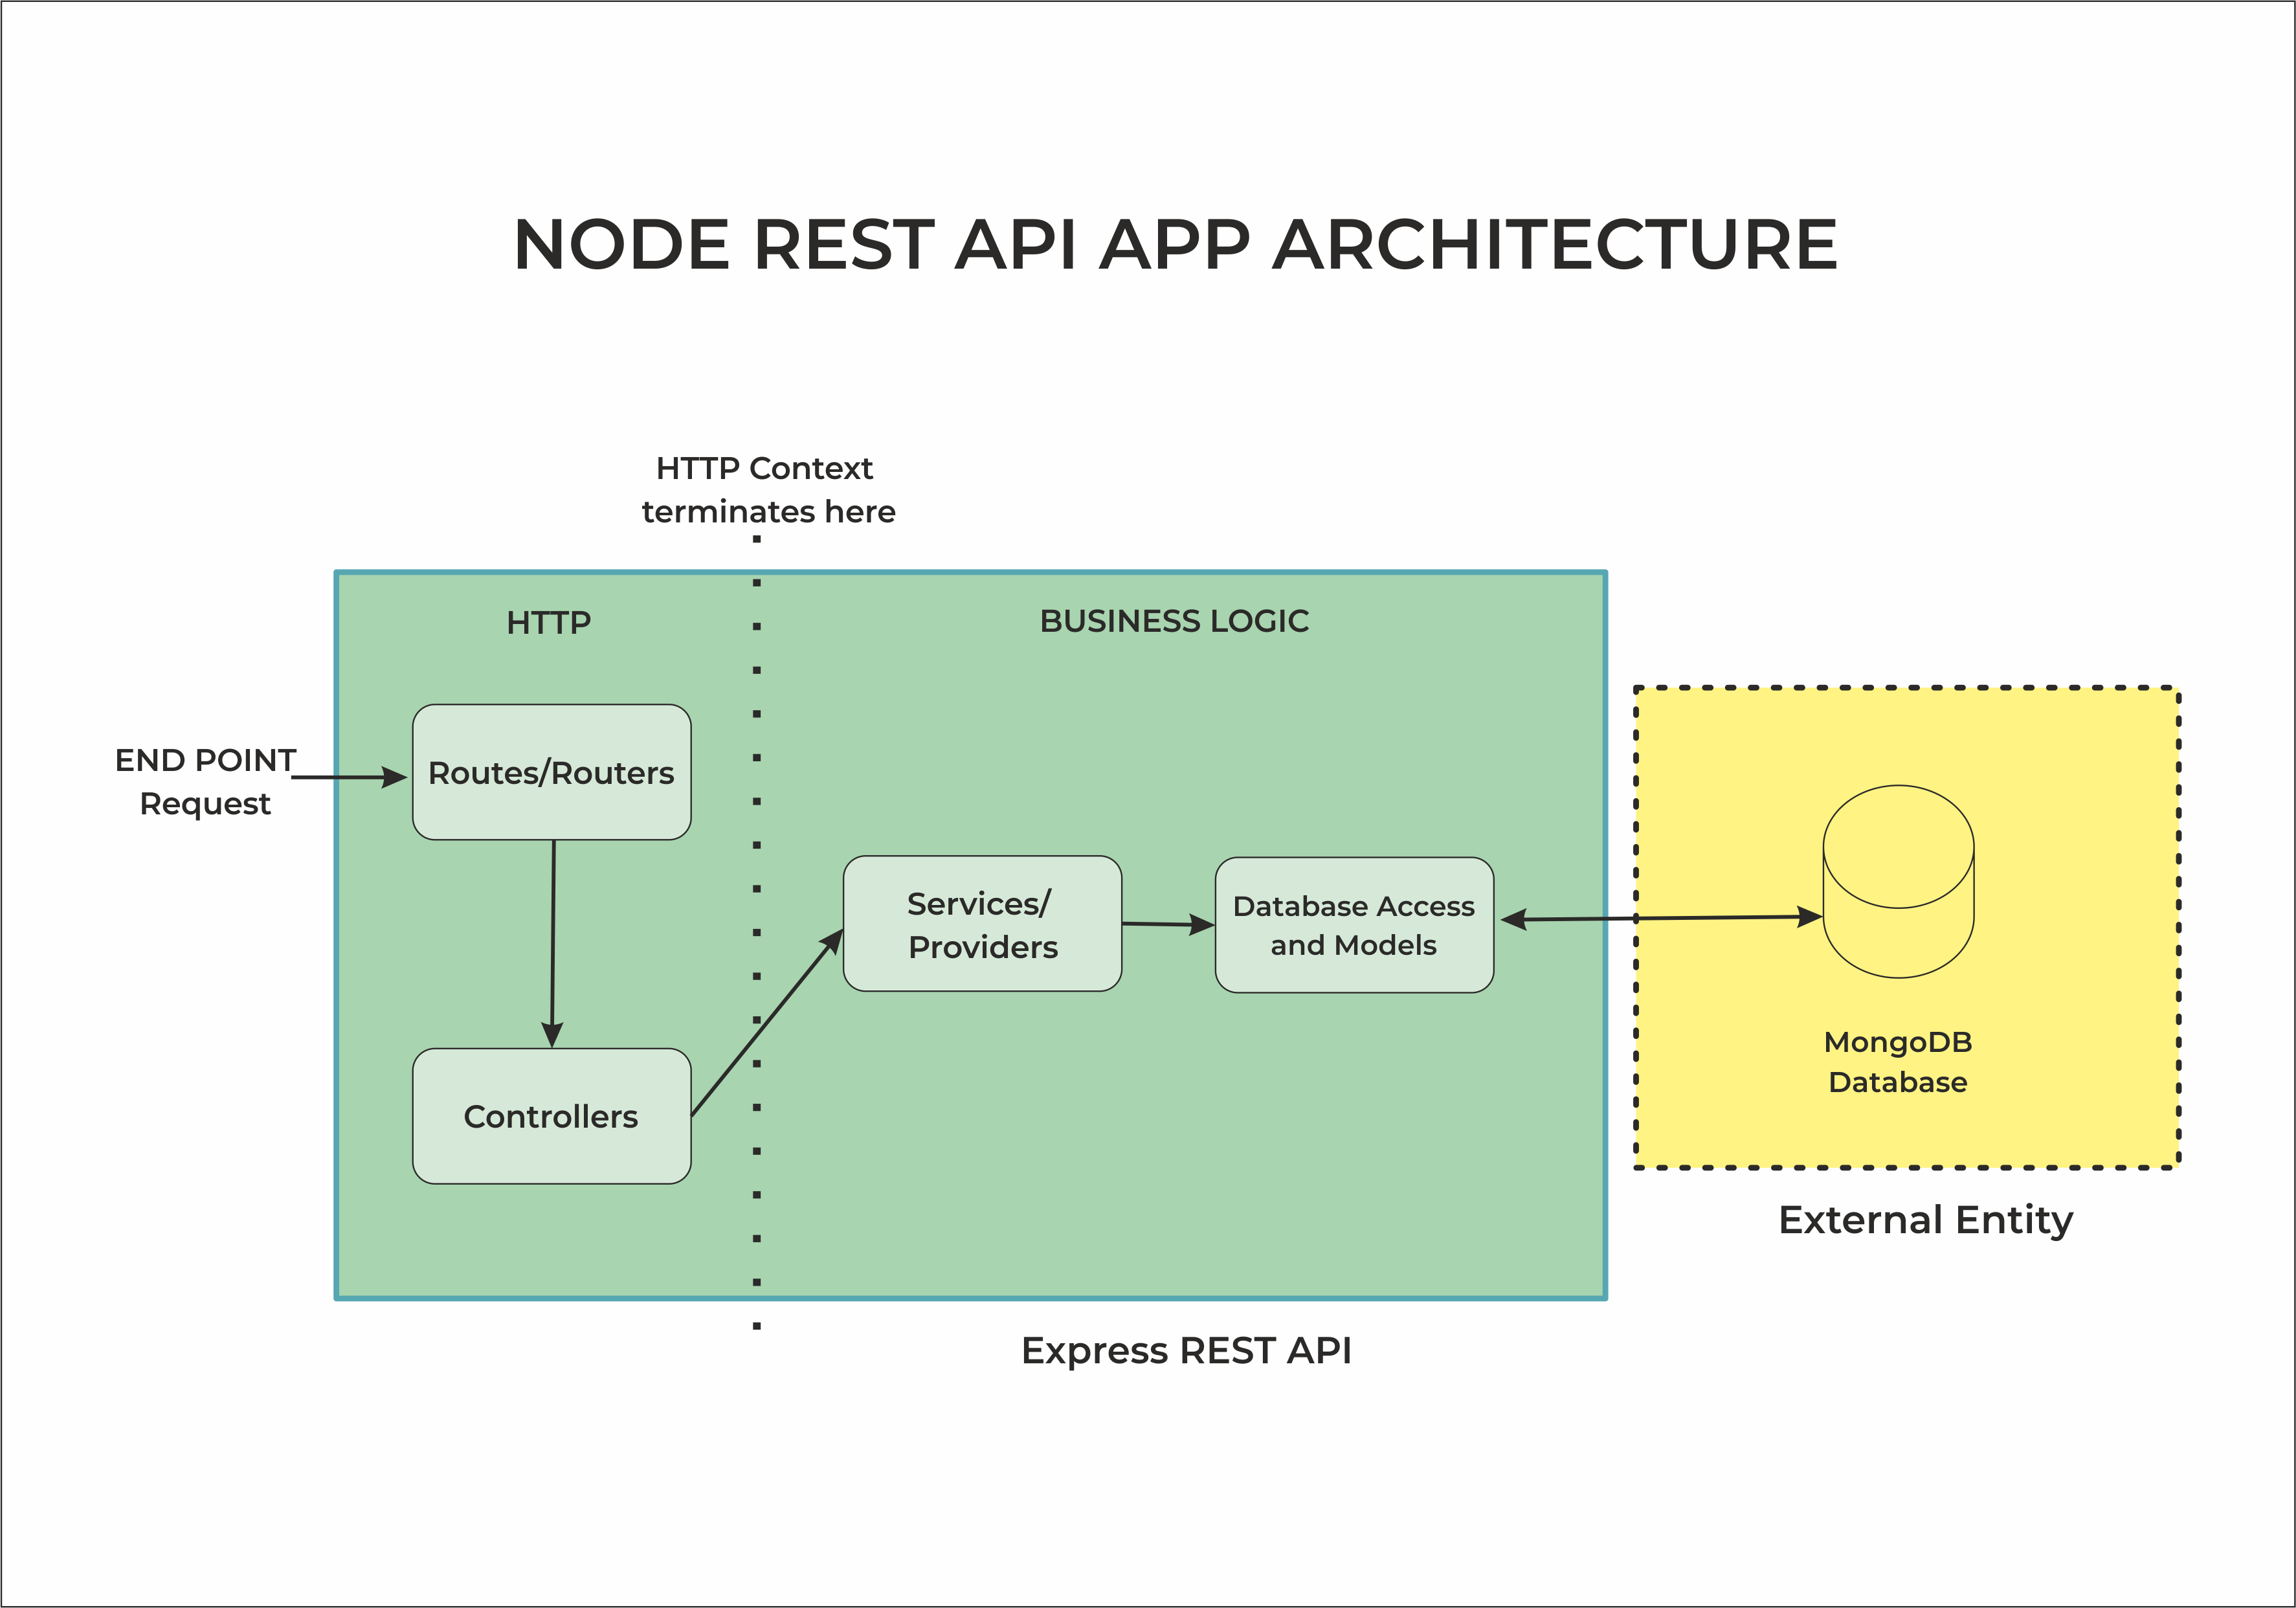 NODE REST API APP ARCHITECTURE
HTTP Context
terminates here
HTTP
BUSINESS LOGIC
END POINT
Request
Routes/Routers
Services/
Providers
Database Access
and Models
Controllers
MongoDB
Database
External Entity
Express REST API